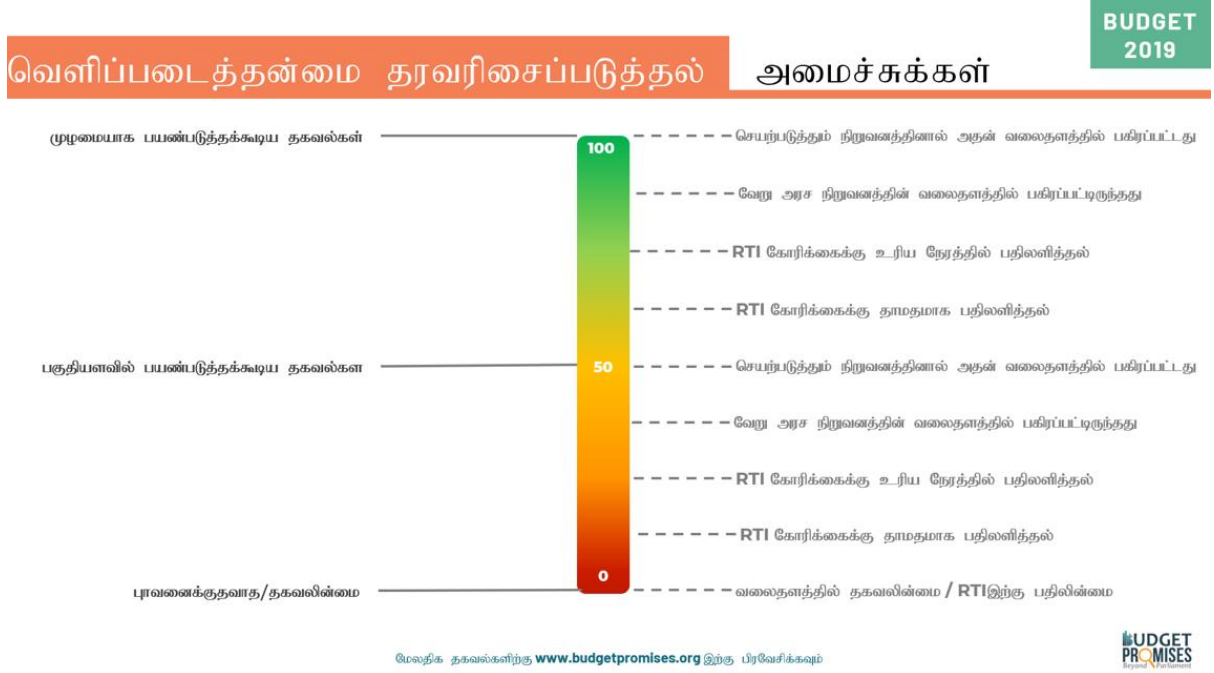 BUDGET
2019
வெளிப்படைத்தன்மை தரவரிசைப்படுத்தல் அமைச்சுக்கள்
முழமையாக பயண்படுத்தக்கூடிய தகவல்கள் 100 செயற்படுத்தும் நிறுவனத்தினால் அதன் வலைதளத்தில் பகிரப்பட்டது
வேறு அரச நிறுவனத்தின் வலைதளத்தில் பகிரப்பட்டிருந்தது
RTI கோரிக்கைக்கு உரிய நேரத்தில் பதிலளித்தல்
RTI கோரிக்கைக்கு தாமதமாக பதிலளித்தல்
பகுதியளவில் பயண்படுத்தக்கூடிய தகவல்கள 50 செயற்படுத்தும் நிறுவனத்தினால் அதன் வலைதளத்தில் பகிரப்பட்டது
வேறு அரச நிறுவனத்தின் வலைதளத்தில் பகிரப்பட்டிருந்தது
RTI கோரிக்கைக்கு உரிய நேரத்தில் பதிலளித்தல்
RTI கோரிக்கைக்கு தாமதமாக பதிலளித்தல்
புாவனைக்குதவாத/தகவலின்மை 0 வலைதளத்தில் தகவலின்மை / RTIஇற்கு பதிலின்மை
மேலதிக தகவல்களிற்கு www.budgetpromises.org இற்கு பிரவேசிக்கவும்
BUDGET
PROMISES
Beyond Parliament